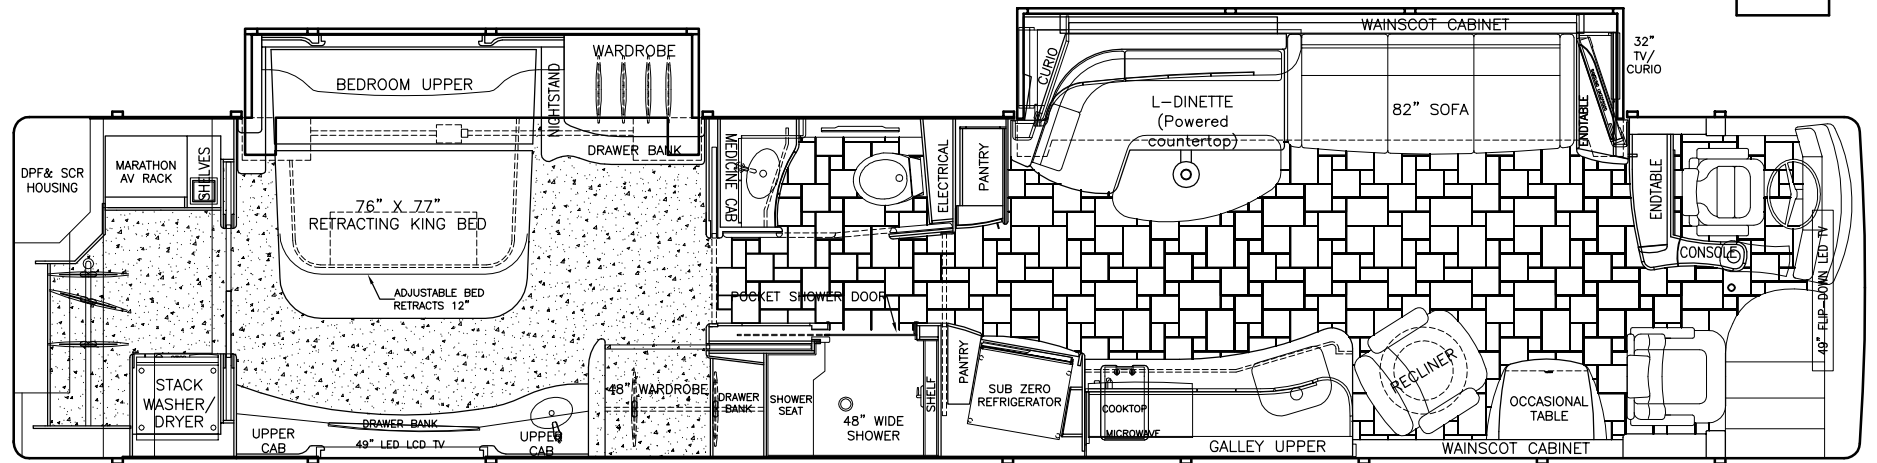 WAINSCOT CABINET
WARDROBE
CURIO
32"
TV/
CURIO
BEDROOM UPPER
NIGHTSTAND
L-DINETTE
(Powered
countertop)
82" SOFA
ENDTABLE
DRAWER BANK
MEDICINE CAB
ELECTRICAL
PANTRY
DPF& SCR
HOUSING
MARATHON
AV RACK
SHELVES
ENDTABLE
76" X 77"
RETRACTING KING BED
CONSOLE
49" FLIP-DOWN LED TV
ADJUSTABLE BED
RETRACTS 12"
POCKET SHOWER DOOR
STACK
WASHER/
DRYER
48" WARDROBE
DRAWER
BANK
SHOWER
SEAT
SHELF
PANTRY
SUB ZERO
REFRIGERATOR
RECLINER
COOKTOP
OCCASIONAL
TABLE
DRAWER BANK
48" WIDE
SHOWER
UPPER
CAB
49" LED LCD TV
UPPER
CAB
MICROWAVE
GALLEY UPPER
WAINSCOT CABINET